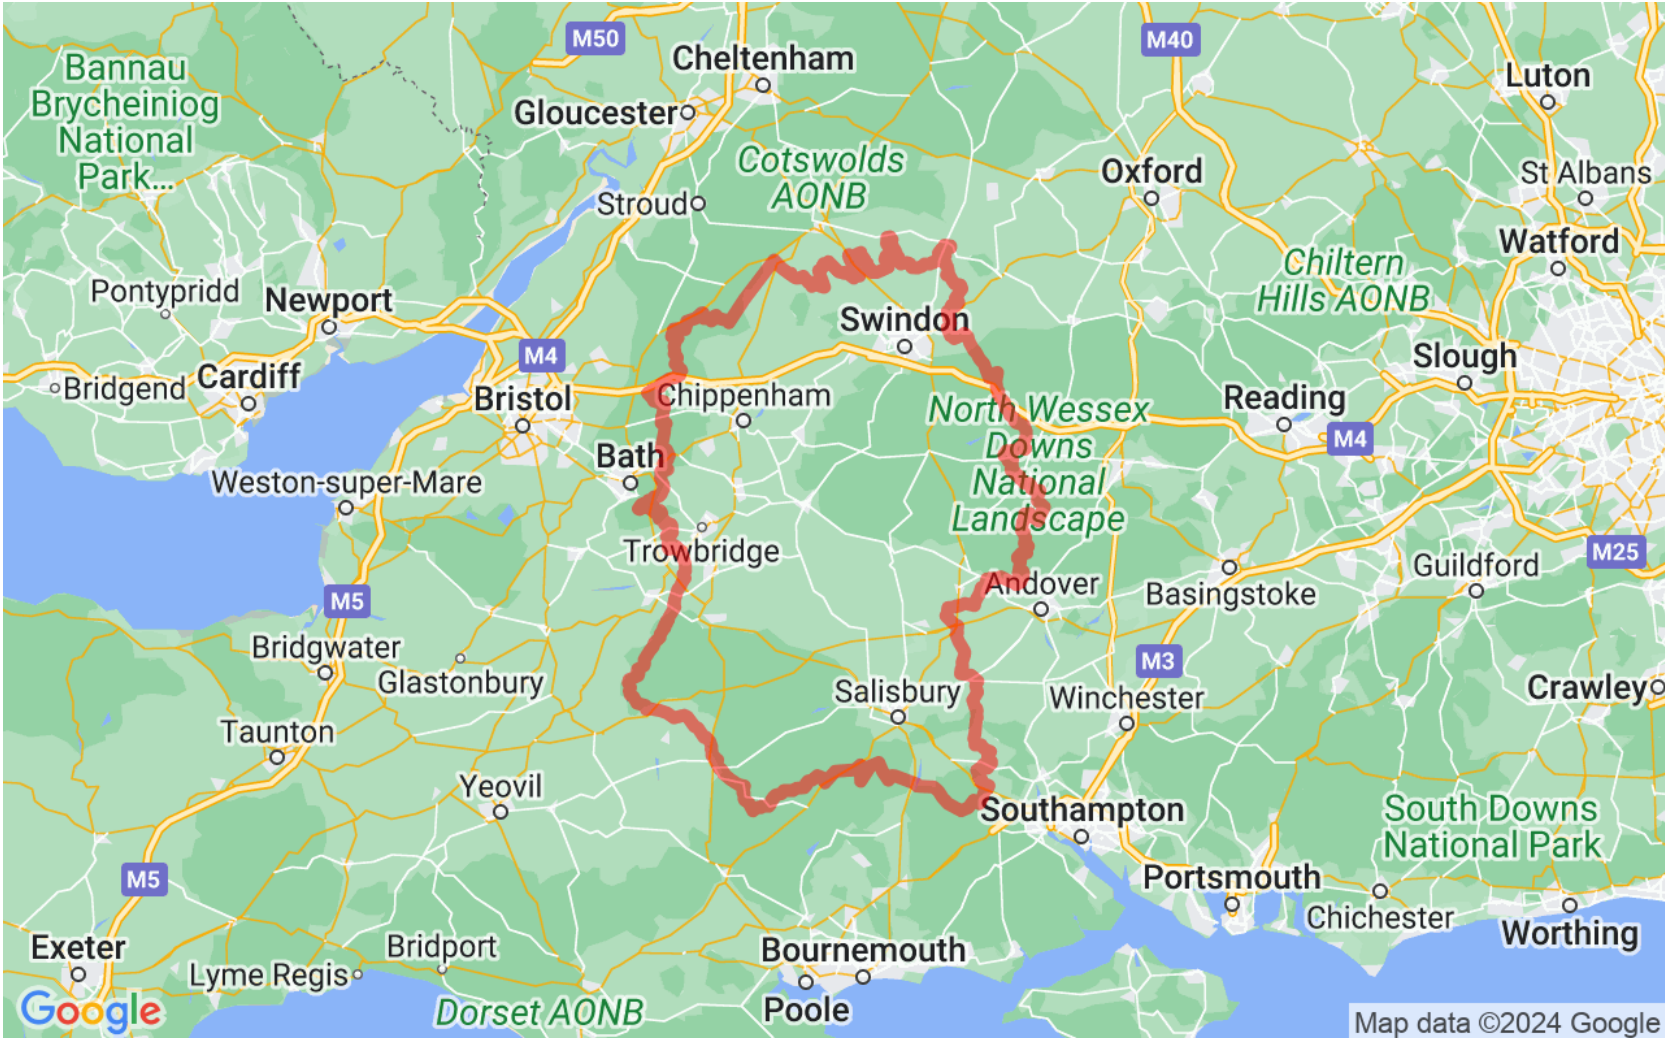 M50
M40
Cheltenham
Bannau
Brycheiniog
National
Park...
Luton
Gloucester
Cotswolds
AONB
Oxford
St Albans
Stroud
Watford
Chiltern
Hills AONB
Pontypridd
Newport
Swindon
M4
Slough
Cardiff
Bridgend
Bristol
Chippenham
North Wessex
Downs
National
Landscape
Reading
M4
Bath
Weston-super-Mare
Trowbridge
M25
Guildford
Andover
Basingstoke
M5
Bridgwater
Glastonbury
M3
Salisbury
Winchester
Crawley
Taunton
Yeovil
Southampton
South Downs
National Park
M5
Portsmouth
Chichester
Worthing
Exeter
Bridport
Bournemouth
Lyme Regis
Poole
Dorset AONB
Google
Map data ©2024 Google